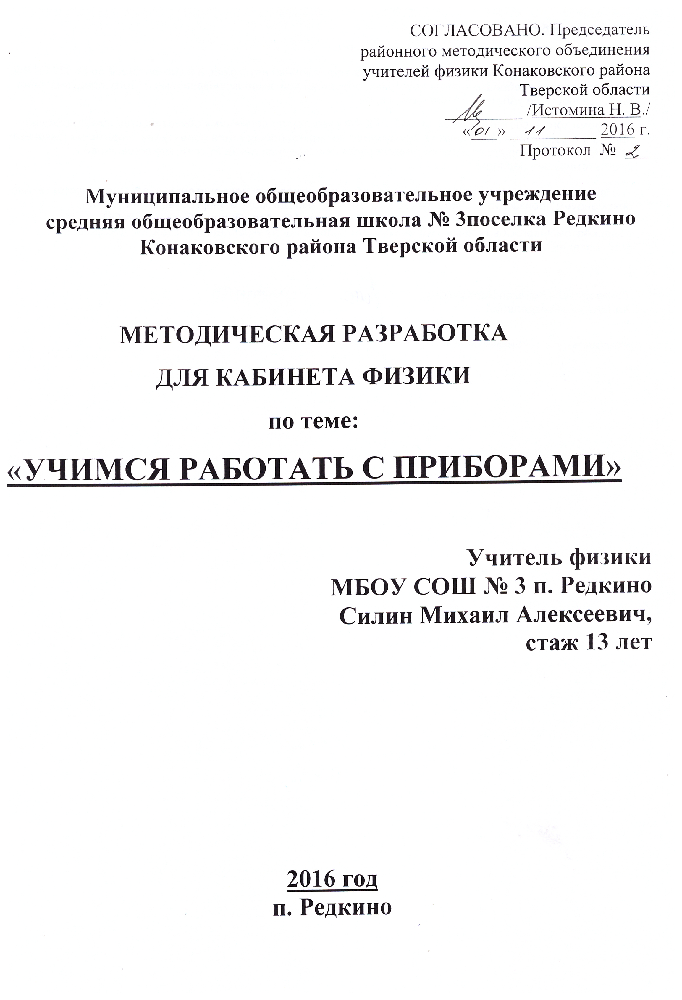 СОГЛАСОВАНО. Председатель
районного методического объединения
учителей физики Конаковского района
Тверской области
/Истомина Н. В./
«01» 11 2016 г.
Протокол № 2
Муниципальное общеобразовательное учреждение
средняя общеобразовательная школа № 3поселка Редкино
Конаковского района Тверской области
МЕТОДИЧЕСКАЯ РАЗРАБОТКА
ДЛЯ КАБИНЕТА ФИЗИКИ
по теме:
«УЧИМСЯ РАБОТАТЬ С ПРИБОРАМИ»
Учитель физики
МБОУ СОШ № 3 п. Редкино
Силин Михаил Алексеевич,
стаж 13 лет
2016 год
п. Редкино